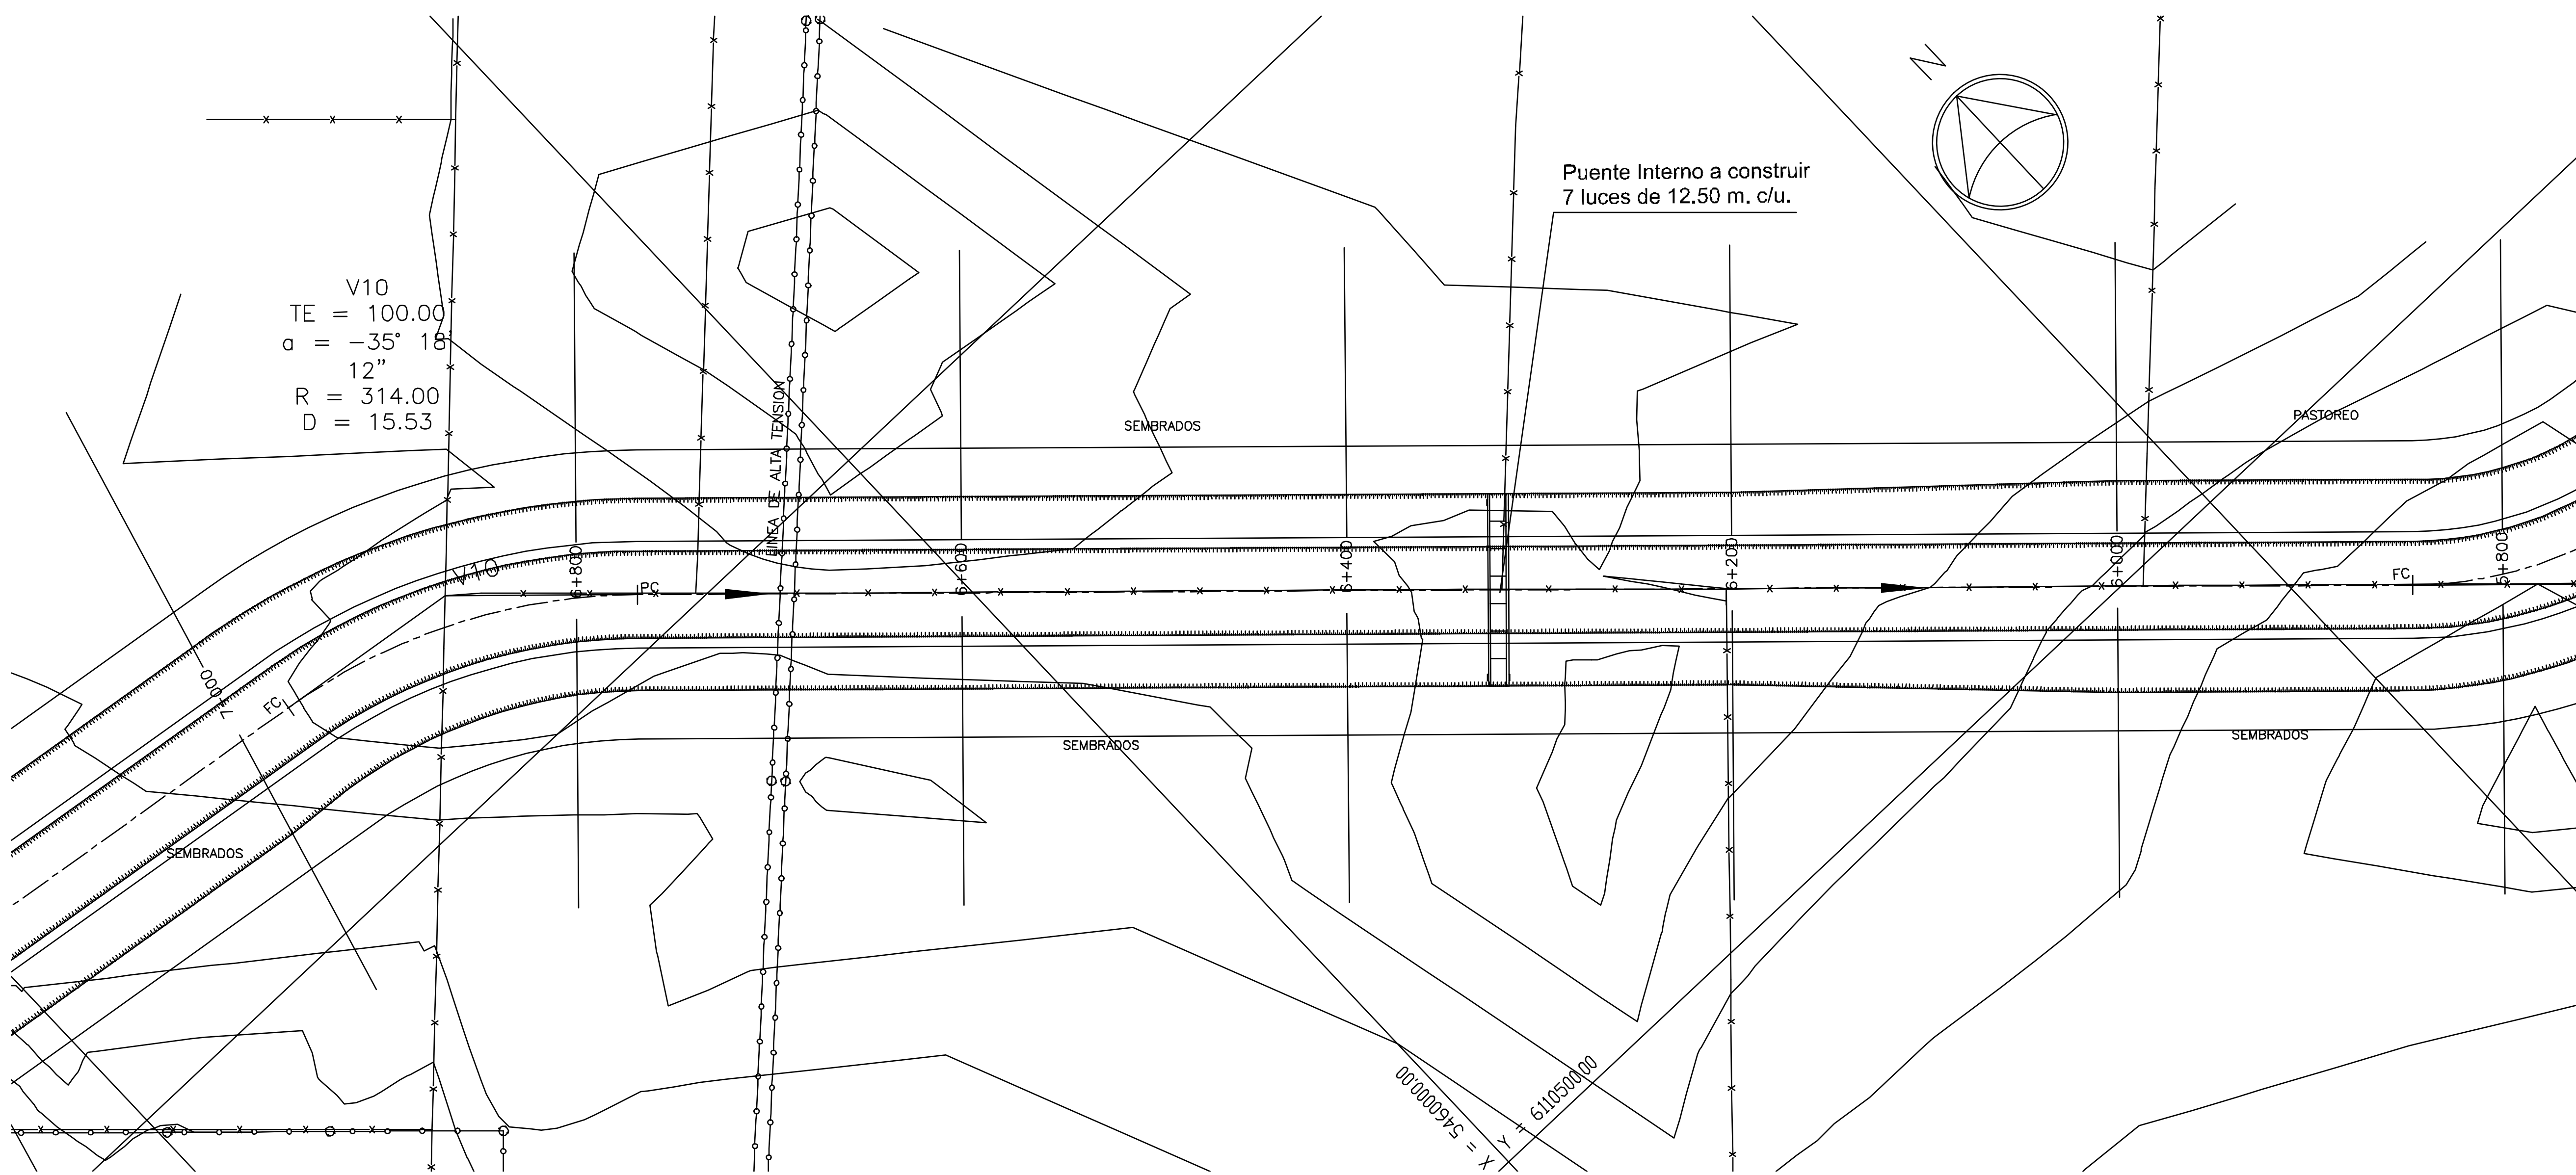 N
Puente Interno a construir
7 luces de 12.50 m. c/u.
V10
TE = 100.00
a = -35° 18'
12"
R = 314.00
D = 15.53
LINEA DE ALTA TENSION
SEMBRADOS
PASTOREO
V10
6+800
PC
6+600
6+400
6+200
6+000
FC
5+800
7+000
FC
SEMBRADOS
SEMBRADOS
SEMBRADOS
X = 5460000.00
Y = 6110500.00